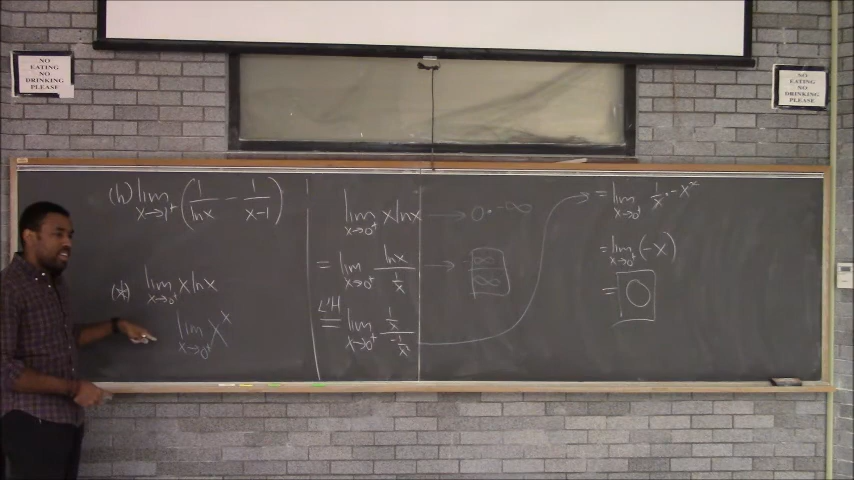 NO
EATING
NO
DRINKING
PLEASE
NO
EATING
NO
DRINKING
PLEASE
(h) lim x→1⁺ (1/lnx − 1/(x−1))
(*) lim x→0⁺ x lnx
lim x→0⁺ x^x
lim x→0⁺ x lnx → 0 · -∞
= lim x→0⁺ lnx / (1/x) → ∞/∞
L'H = lim x→0⁺ (1/x) / (-1/x²)
= lim x→0⁺ 1/x · -x²
= lim x→0⁺ (-x)
= 0